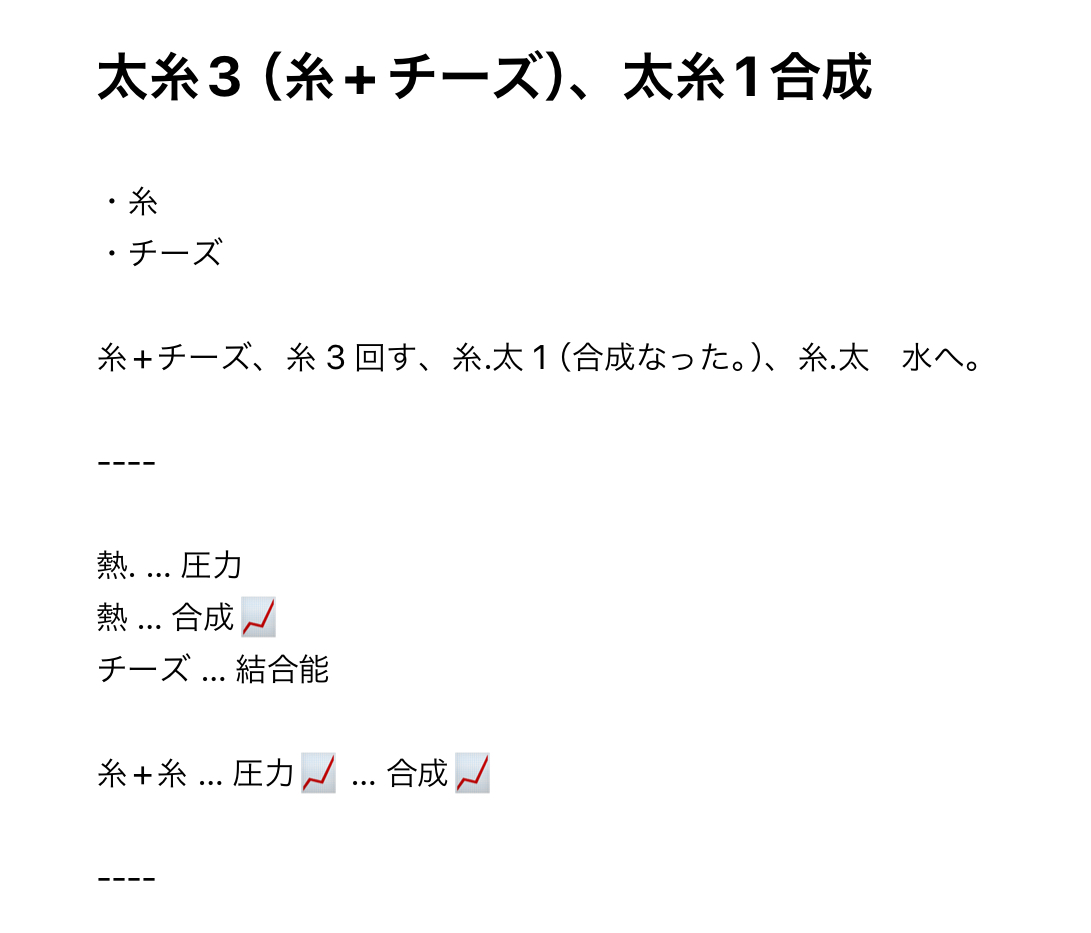 太糸3（糸+チーズ）、太糸1合成
・糸
・チーズ
糸+チーズ、糸 3 回す、糸.太 1（合成なった。）、糸.太　水へ。
----
熱. ... 圧力
熱 ... 合成📈
チーズ ... 結合能
糸+糸 ... 圧力📈 ... 合成📈
----